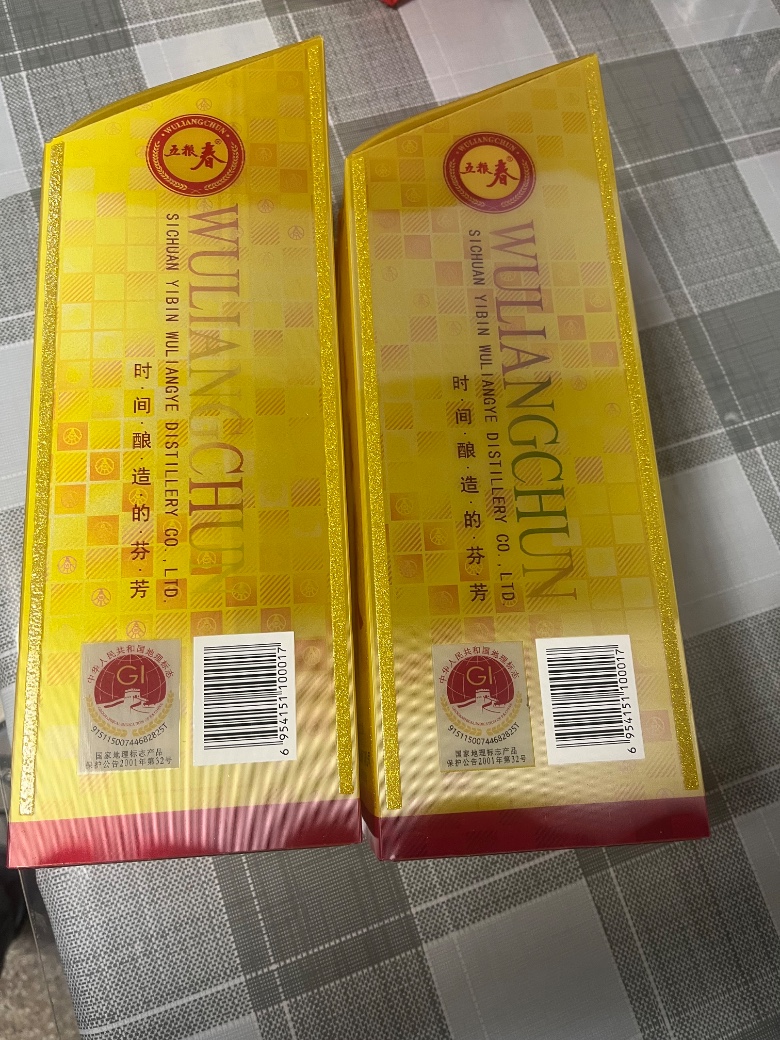 WULIANGCHUN
五粮春®
WULIANGCHUN
SICHUAN YIBIN WULIANGYE DISTILLERY CO.,LTD.
时·间·酿·造·的·芬·芳
中华人民共和国地理标志
GI
91511500744682825T
国家地理标志产品
保护公告2001年第32号
6 954151 100017
WULIANGCHUN
五粮春®
WULIANGCHUN
SICHUAN YIBIN WULIANGYE DISTILLERY CO.,LTD.
时·间·酿·造·的·芬·芳
中华人民共和国地理标志
GI
91511500744682825T
国家地理标志产品
保护公告2001年第32号
6 954151 100017